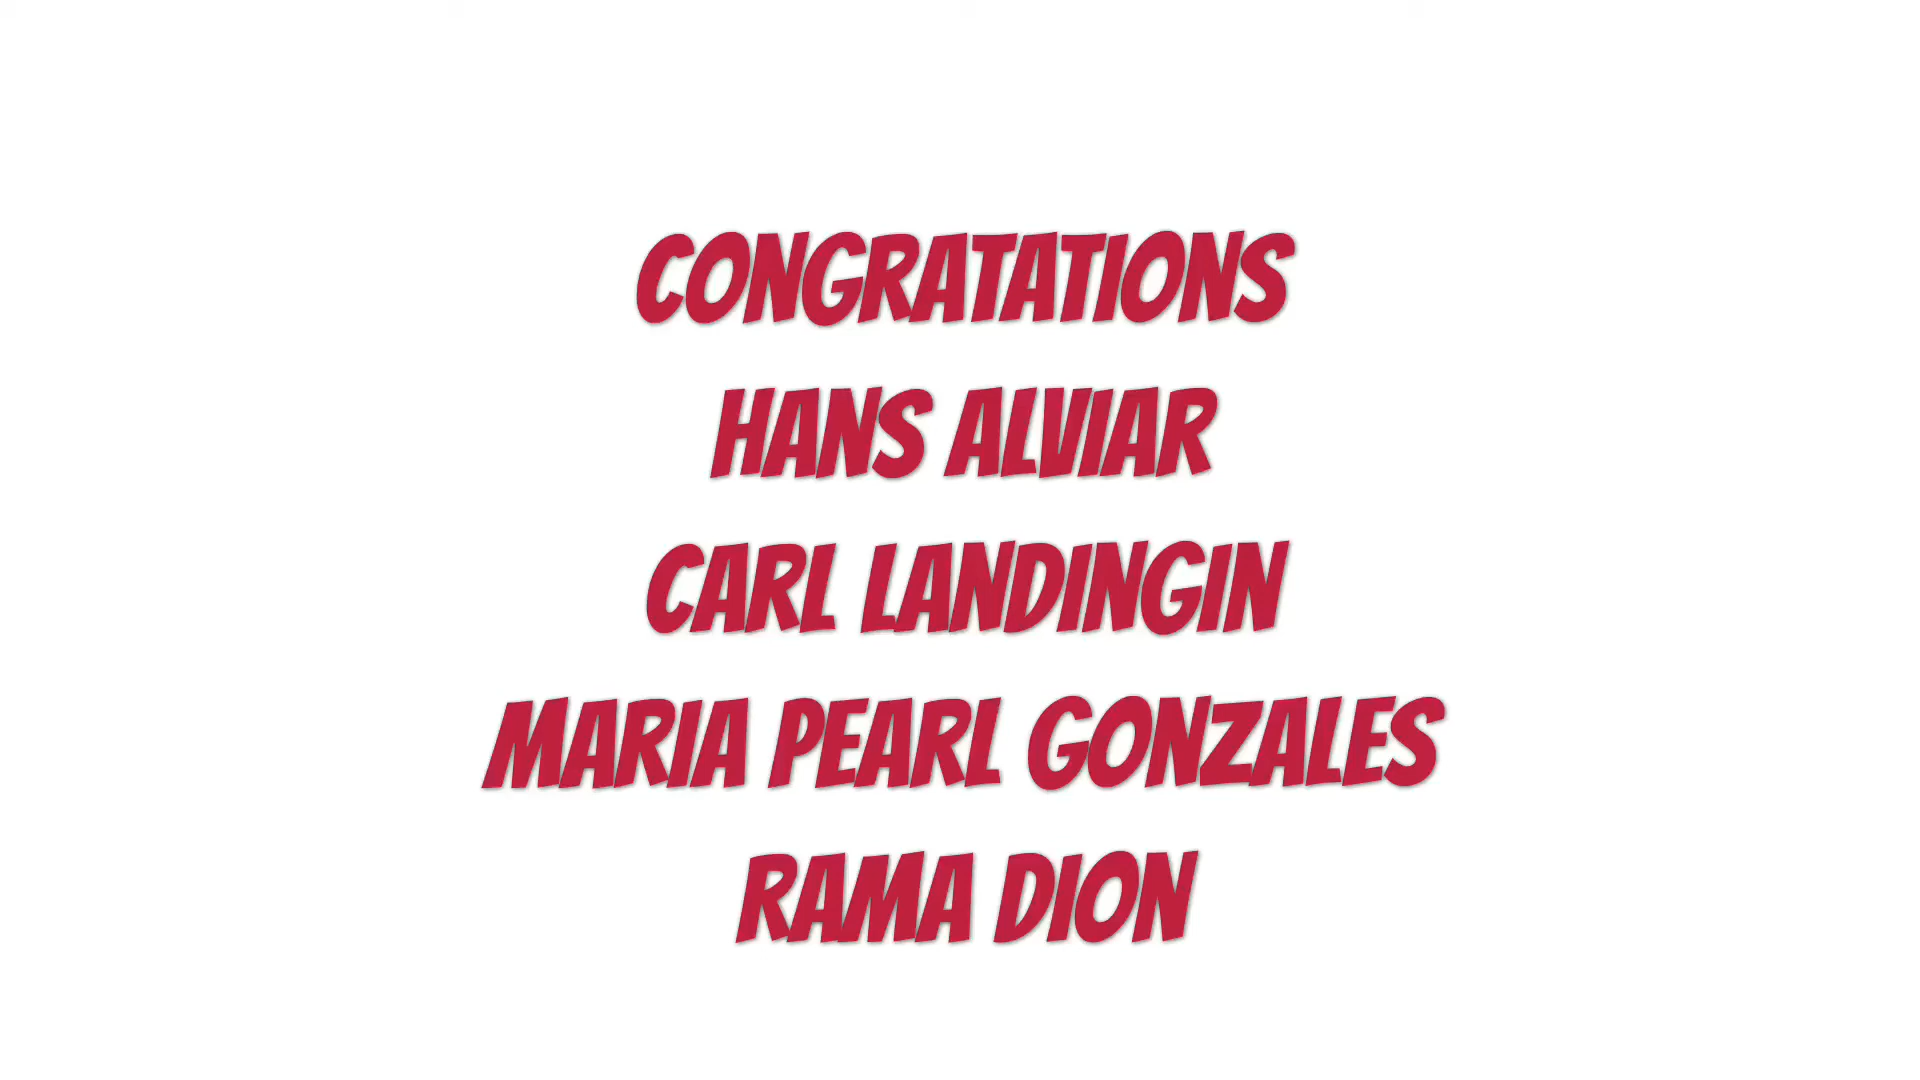 CONGRATATIONS
HANS ALVIAR
CARL LANDINGIN
MARIA PEARL GONZALES
RAMA DION